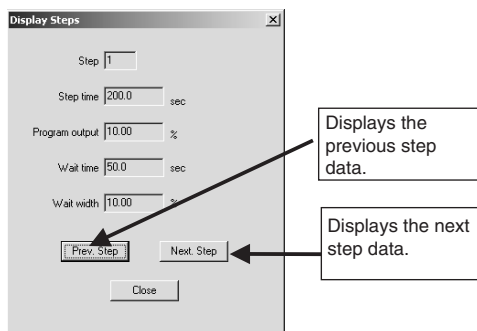 Display Steps
Step 1
Step time 200.0 sec
Program output 10.00 %
Wait time 50.0 sec
Wait width 10.00 %
Prev. Step Next. Step
Close
Displays the
previous step
data.
Displays the next
step data.